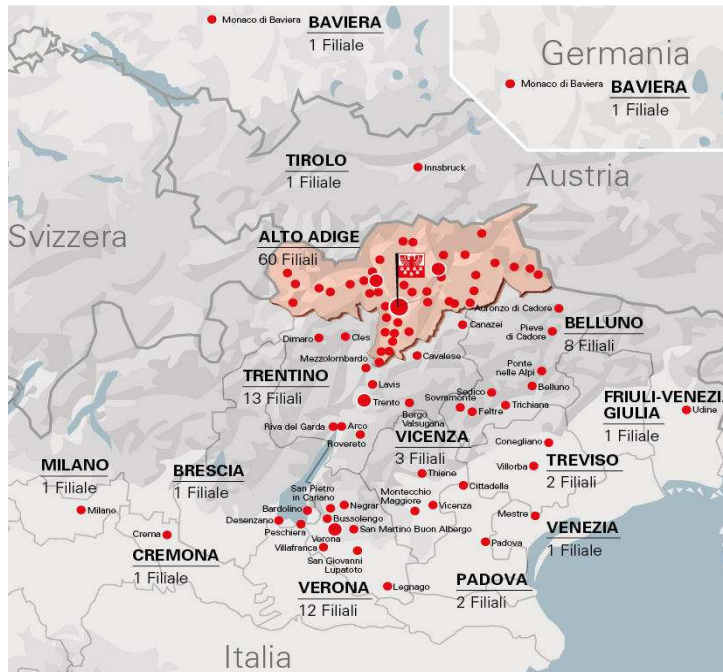 Monaco di Baviera
BAVIERA
1 Filiale
Germania
Monaco di Baviera
BAVIERA
1 Filiale
TIROLO
1 Filiale
Innsbruck
Austria
Svizzera
ALTO ADIGE
60 Filiali
Auronzo di Cadore
Canazei
Pieve
di Cadore
BELLUNO
8 Filiali
Dimaro
Cles
Mezzolombardo
Cavalese
Ponte
nelle Alpi
Belluno
TRENTINO
13 Filiali
Lavis
Trento
Borgo
Valsugana
Sovramonte
Sedico
Feltre
Trichiana
FRIULI-VENEZIA
GIULIA
1 Filiale
Udine
Riva del Garda
Arco
Rovereto
VICENZA
3 Filiali
Conegliano
TREVISO
2 Filiali
Villorba
MILANO
1 Filiale
Milano
BRESCIA
1 Filiale
Thiene
Cittadella
San Pietro
in Cariano
Negrar
Montecchio
Maggiore
Vicenza
Bardolino
Bussolengo
Desenzano
Peschiera
Verona
San Martino Buon Albergo
Mestre
VENEZIA
1 Filiale
Crema
CREMONA
1 Filiale
Villafranca
San Giovanni
Lupatoto
Padova
PADOVA
2 Filiali
VERONA
12 Filiali
Legnago
Italia